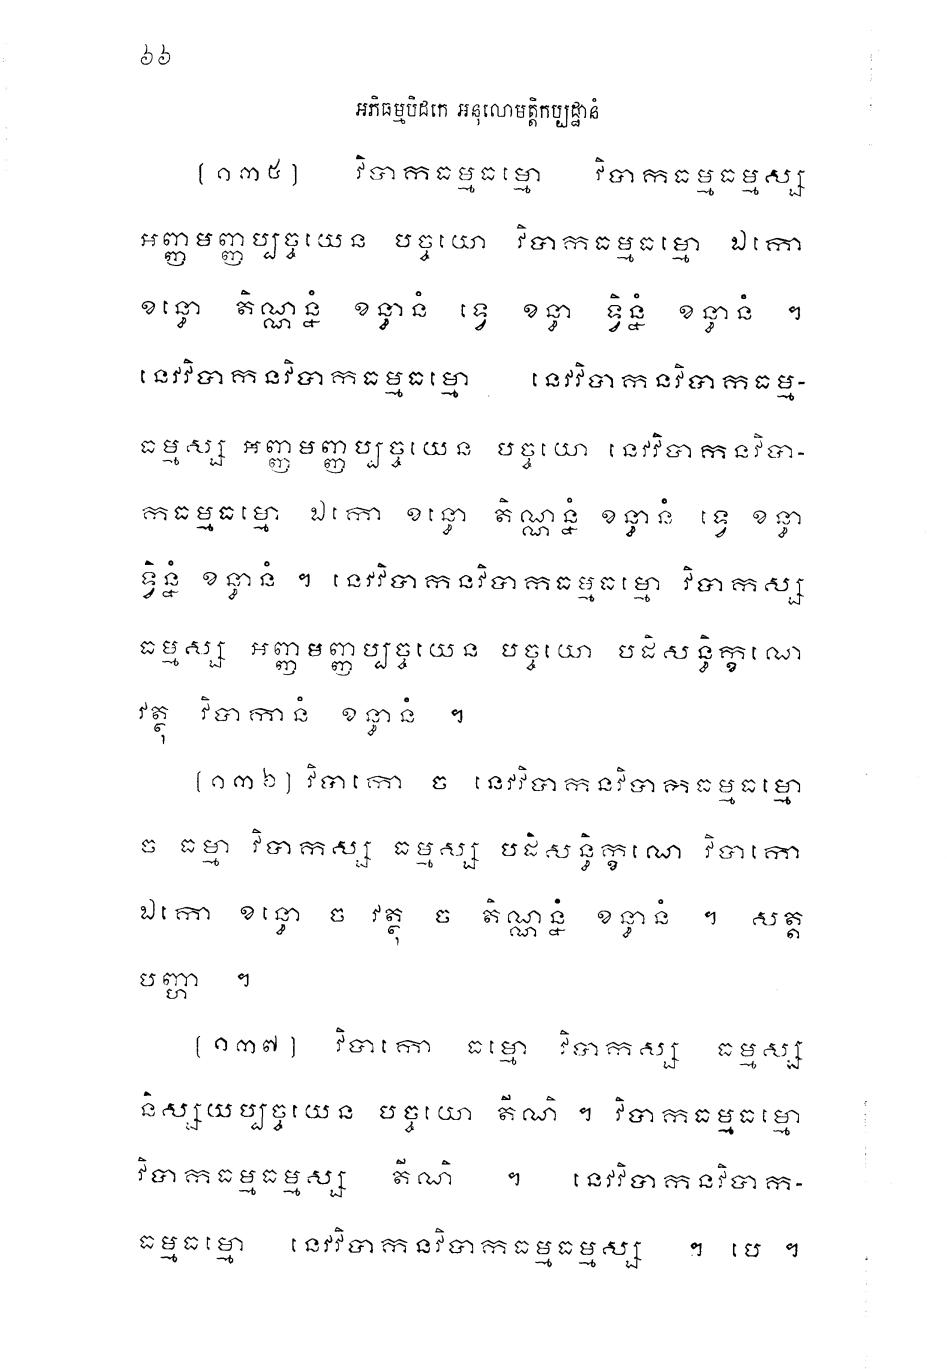 ៦៦
អភិធម្មបិដកេ អនុលោមត្តិកប្បដ្ឋានំ
(១៣៥) វិបាកធម្មធម្មោ វិបាកធម្មធម្មស្ស
អញ្ញមញ្ញប្បច្ចយេន បច្ចយោ វិបាកធម្មធម្មោ ឯកោ
ខន្ធោ តិណ្ណន្នំ ខន្ធានំ ទ្វេ ខន្ធា ទ្វិន្នំ ខន្ធានំ ។
នេវវិបាកនវិបាកធម្មធម្មោ នេវវិបាកនវិបាកធម្ម-
ធម្មស្ស អញ្ញមញ្ញប្បច្ចយេន បច្ចយោ នេវវិបាកនវិបា-
កធម្មធម្មោ ឯកោ ខន្ធោ តិណ្ណន្នំ ខន្ធានំ ទ្វេ ខន្ធា
ទ្វិន្នំ ខន្ធានំ ។ នេវវិបាកនវិបាកធម្មធម្មោ វិបាកស្ស
ធម្មស្ស អញ្ញមញ្ញប្បច្ចយេន បច្ចយោ បដិសន្ធិក្ខណេ
វត្ថុ វិបាកានំ ខន្ធានំ ។
(១៣៦) វិបាកោ ច នេវវិបាកនវិបាកធម្មធម្មោ
ច ធម្មា វិបាកស្ស ធម្មស្ស បដិសន្ធិក្ខណេ វិបាកោ
ឯកោ ខន្ធោ ច វត្ថុ ច តិណ្ណន្នំ ខន្ធានំ ។ សត្ត
បញ្ហា ។
(១៣៧) វិបាកោ ធម្មោ វិបាកស្ស ធម្មស្ស
និស្សយប្បច្ចយេន បច្ចយោ តីណិ ។ វិបាកធម្មធម្មោ
វិបាកធម្មធម្មស្ស តីណិ ។ នេវវិបាកនវិបាក-
ធម្មធម្មោ នេវវិបាកនវិបាកធម្មធម្មស្ស ។ បេ ។